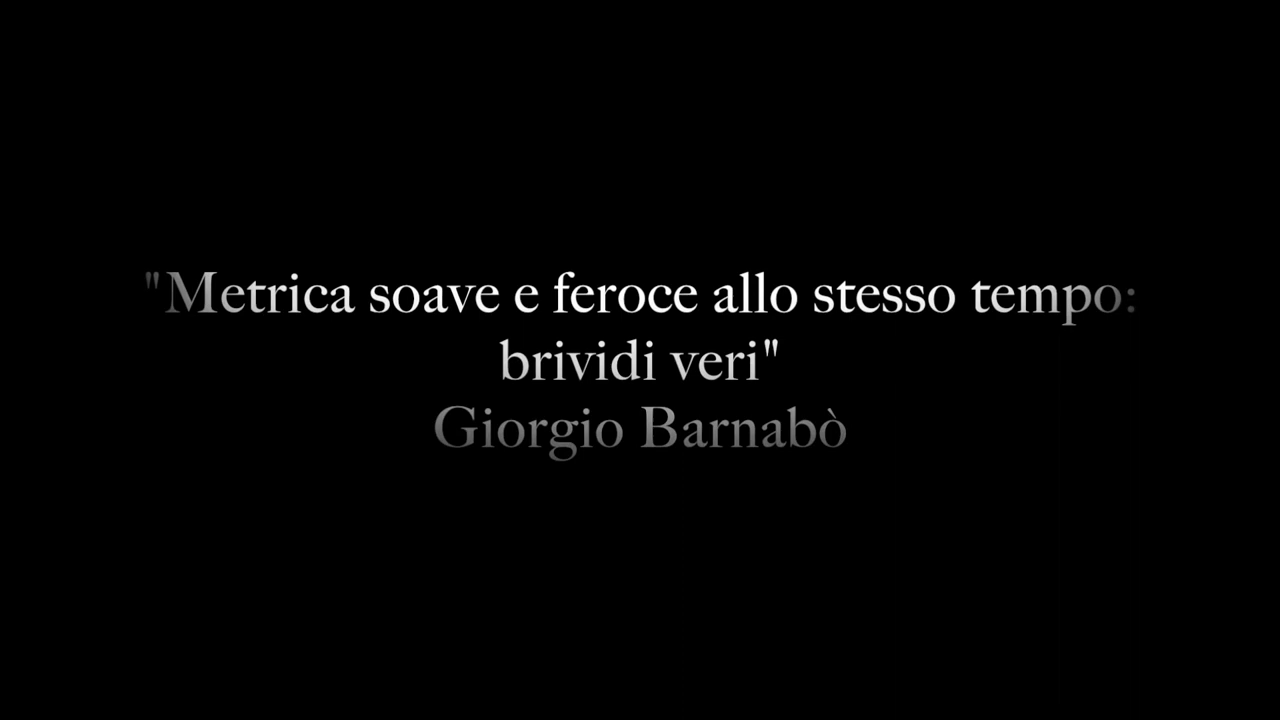 "Metrica soave e feroce allo stesso tempo:
brividi veri"
Giorgio Barnabò